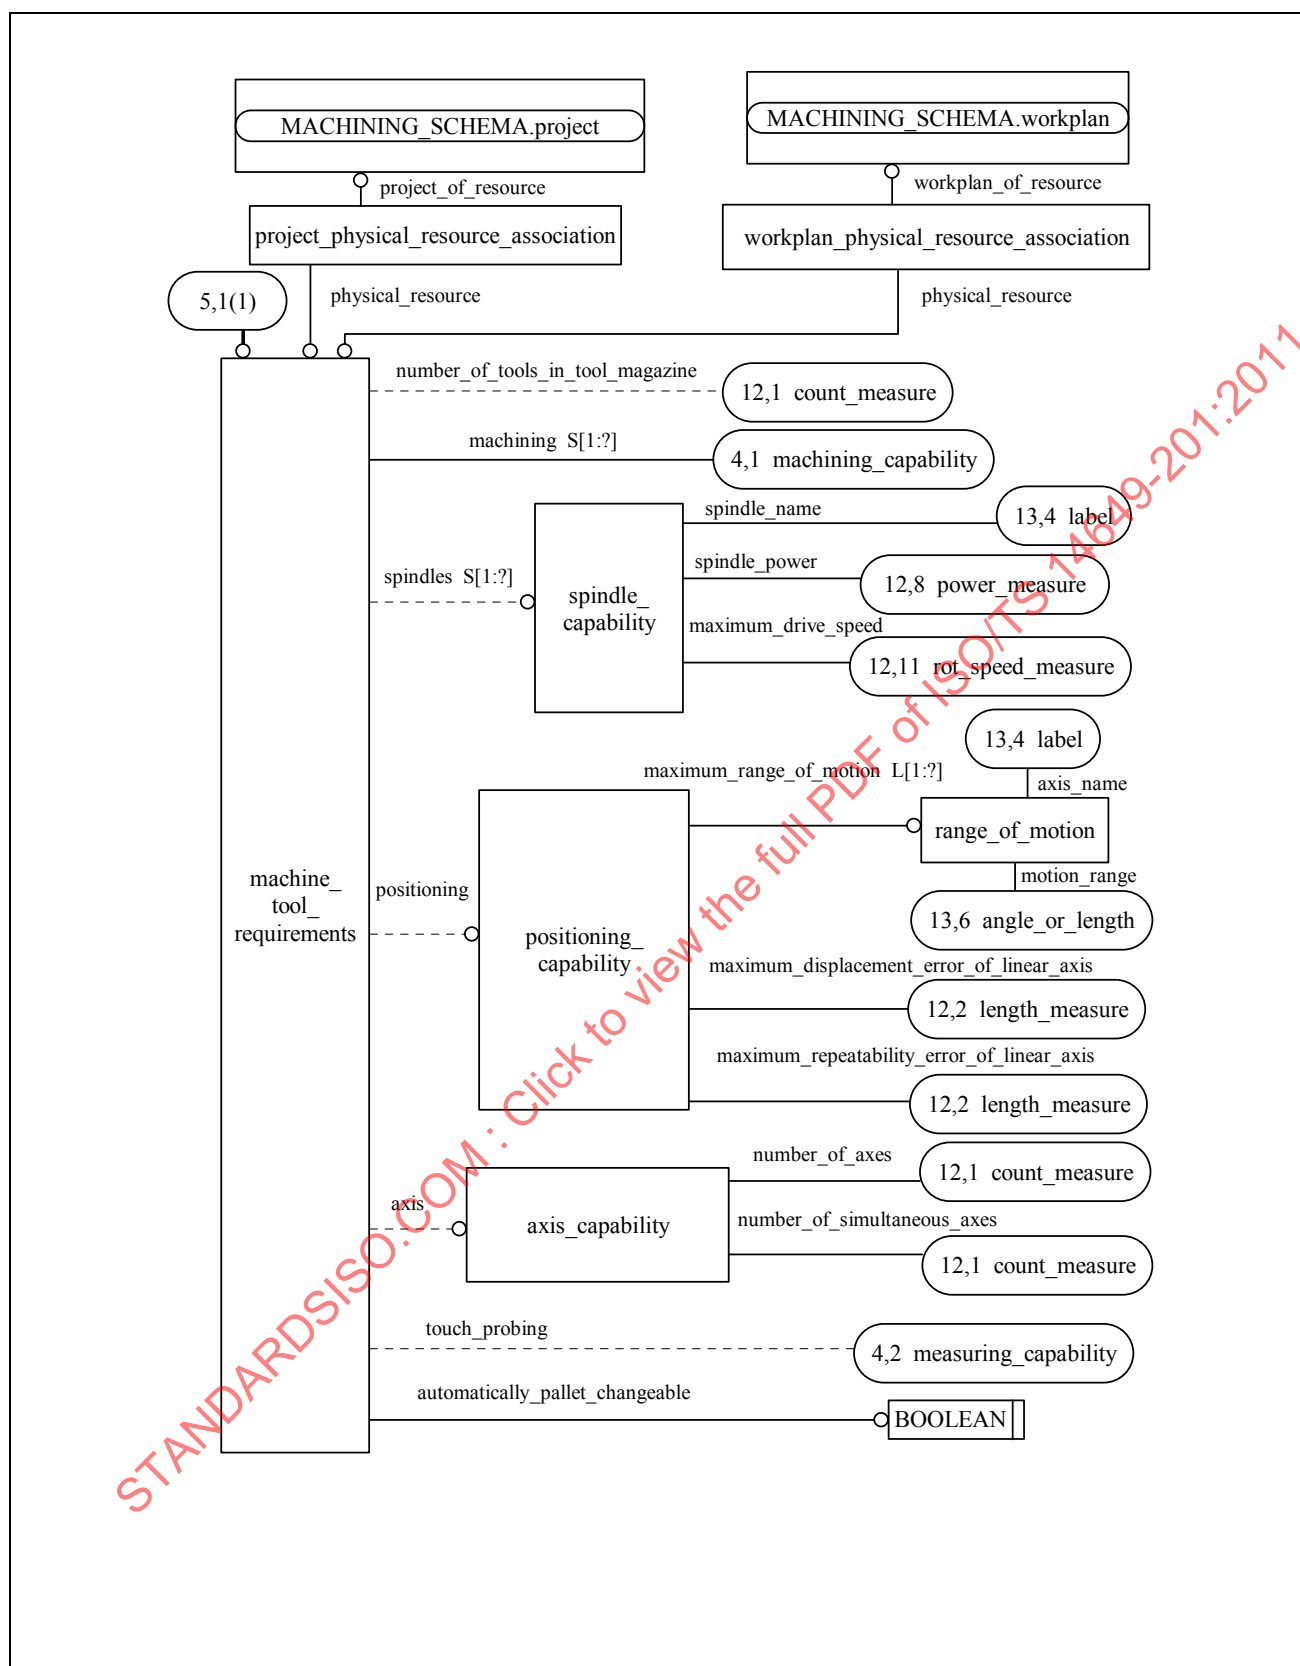 MACHINING_SCHEMA.project
MACHINING_SCHEMA.workplan
project_of_resource
workplan_of_resource
project_physical_resource_association
workplan_physical_resource_association
5,1(1)
physical_resource
physical_resource
number_of_tools_in_tool_magazine
12,1 count_measure
machining S[1:?]
4,1 machining_capability
spindle_name
13,4 label
spindles S[1:?]
spindle_
capability
spindle_power
12,8 power_measure
maximum_drive_speed
12,11 rot_speed_measure
13,4 label
maximum_range_of_motion L[1:?]
axis_name
range_of_motion
motion_range
13,6 angle_or_length
machine_
tool_
requirements
positioning
positioning_
capability
maximum_displacement_error_of_linear_axis
12,2 length_measure
maximum_repeatability_error_of_linear_axis
12,2 length_measure
number_of_axes
12,1 count_measure
axis
axis_capability
number_of_simultaneous_axes
12,1 count_measure
touch_probing
4,2 measuring_capability
automatically_pallet_changeable
BOOLEAN
STANDARDSISO.COM : Click to view the full PDF of ISO/TS 14649-201:2011